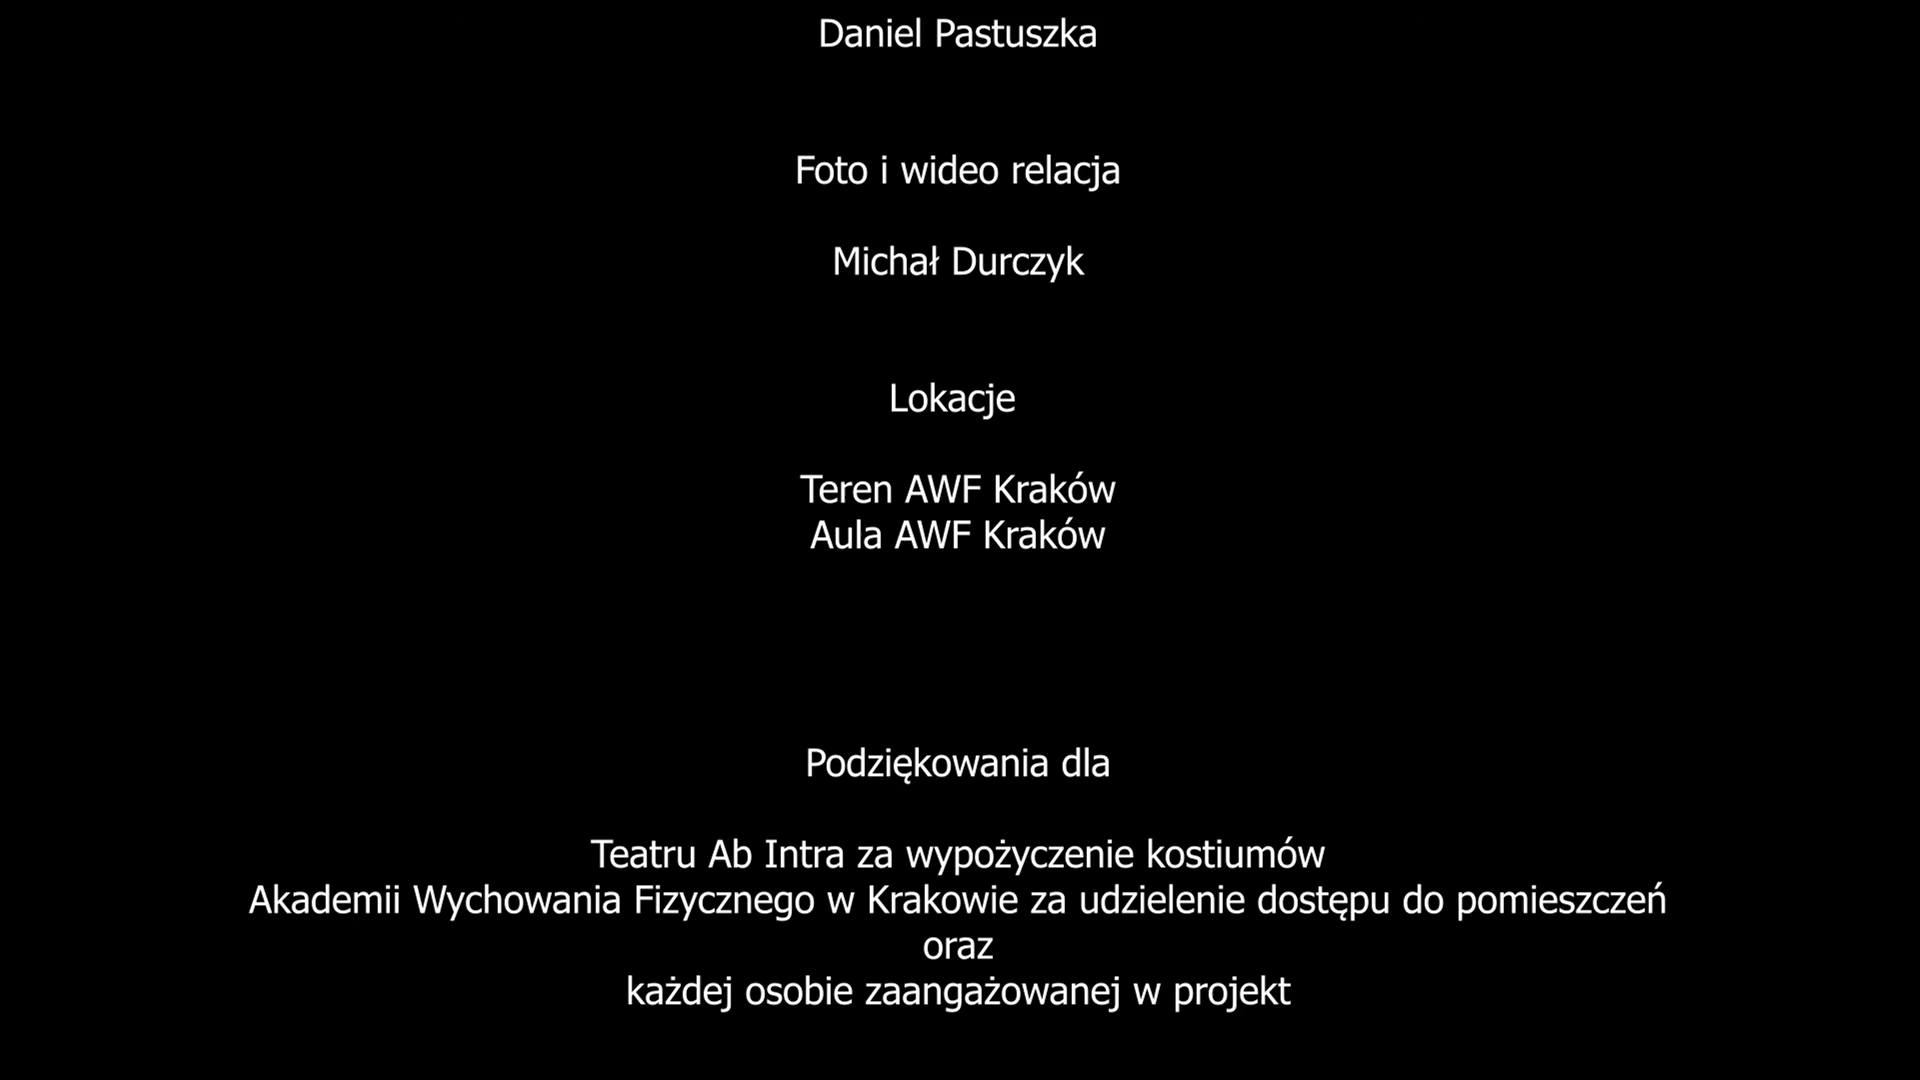 Daniel Pastuszka
Foto i wideo relacja
Michał Durczyk
Lokacje
Teren AWF Kraków
Aula AWF Kraków
Podziękowania dla
Teatru Ab Intra za wypożyczenie kostiumów
Akademii Wychowania Fizycznego w Krakowie za udzielenie dostępu do pomieszczeń
oraz
każdej osobie zaangażowanej w projekt